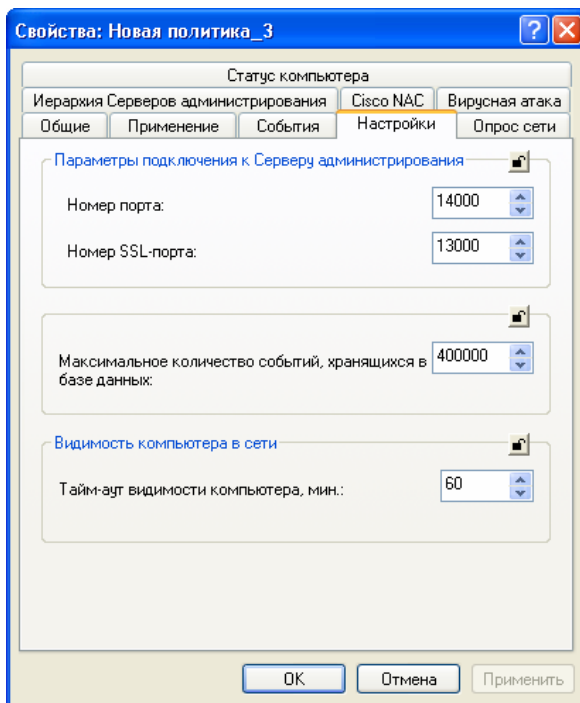 Свойства: Новая политика_3
Статус компьютера
Иерархия Серверов администрирования Cisco NAC Вирусная атака
Общие Применение События Настройки Опрос сети
Параметры подключения к Серверу администрирования
Номер порта: 14000
Номер SSL-порта: 13000
Максимальное количество событий, хранящихся в 400000
базе данных:
Видимость компьютера в сети
Тайм-аут видимости компьютера, мин.: 60
OK Отмена Применить